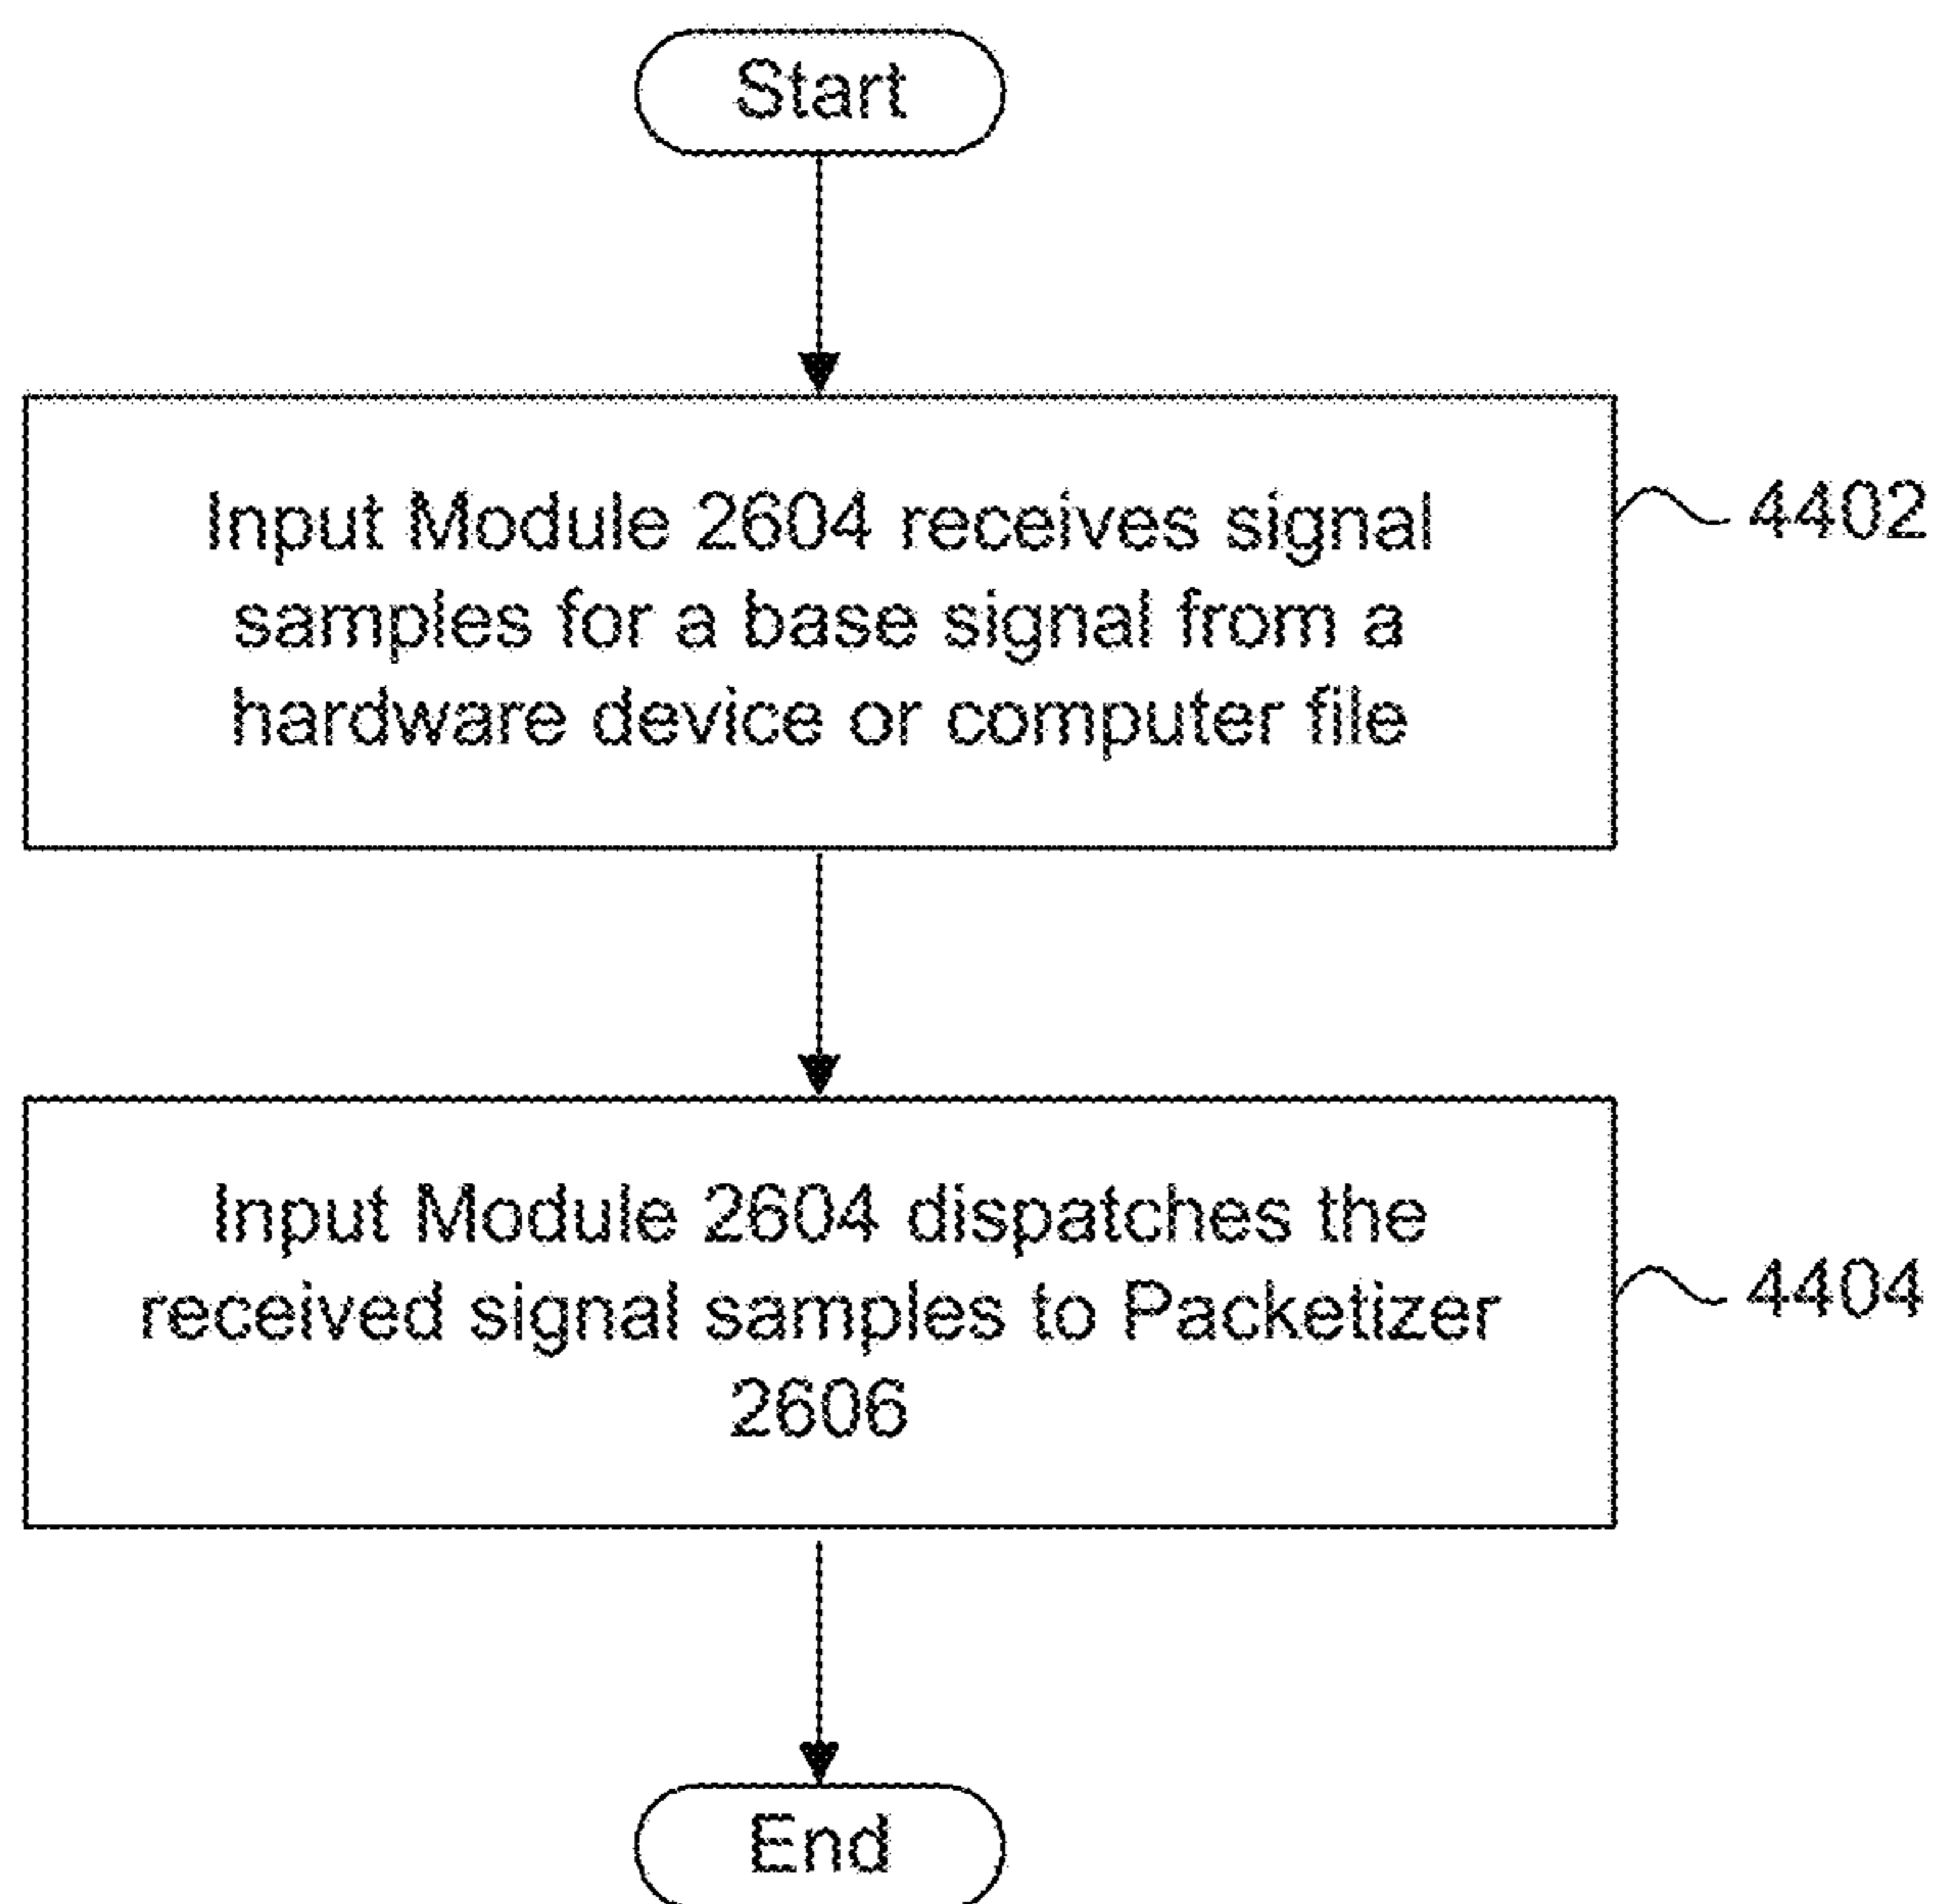 Start
Input Module 2604 receives signal
samples for a base signal from a
hardware device or computer file
4402
Input Module 2604 dispatches the
received signal samples to Packetizer
2606
4404
End